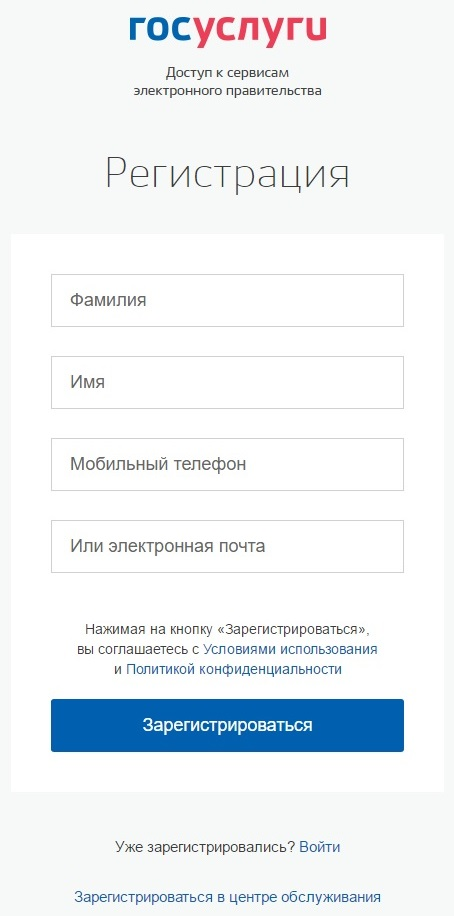 госуслуги
Доступ к сервисам
электронного правительства
Регистрация
Фамилия
Имя
Мобильный телефон
Или электронная почта
Нажимая на кнопку «Зарегистрироваться»,
вы соглашаетесь с Условиями использования
и Политикой конфиденциальности
Зарегистрироваться
Уже зарегистрировались? Войти
Зарегистрироваться в центре обслуживания